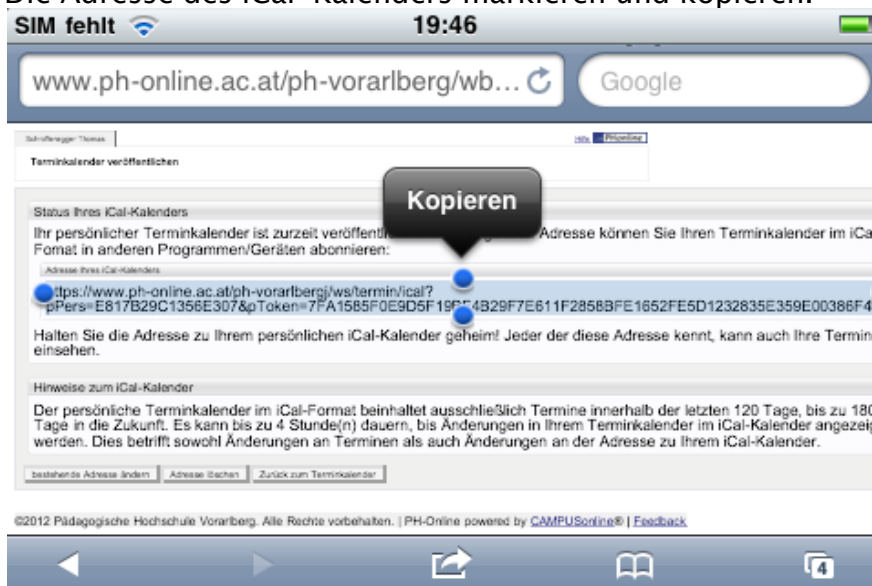 Die Adresse des iCal-Kalenders markieren und kopieren.
SIM fehlt 19:46
www.ph-online.ac.at/ph-vorarlberg/wb... Google
Schroffenegger Thomas Hilfe PHonline
Terminkalender veröffentlichen
Kopieren
Status Ihres iCal-Kalenders
Ihr persönlicher Terminkalender ist zurzeit Adresse können Sie Ihren Terminkalender im
Format in anderen Programmen/Geräten abonnieren:
Adresse Ihres iCal-Kalenders
ttps://www.ph-online.ac.at/ph-vorarlbergj/ws/termin/ical?
Halten Sie die Adresse zu Ihrem persönlichen iCal-Kalender geheim! Jeder der diese Adresse kennt, kann auch Ihre Termin
einsehen.
Hinweise zum iCal-Kalender
Der persönliche Terminkalender im iCal-Format beinhaltet ausschließlich Termine innerhalb der letzten 120 Tage, bis zu 180
Tage in die Zukunft. Es kann bis zu 4 Stunde(n) dauern, bis Änderungen in Ihrem Terminkalender im iCal-Kalender angezeig
werden. Dies betrifft sowohl Änderungen an Terminen als auch Änderungen an der Adresse zu Ihrem iCal-Kalender.
bestehende Adresse ändern Adresse löschen Zurück zum Terminkalender
©2012 Pädagogische Hochschule Vorarlberg. Alle Rechte vorbehalten. | PH-Online powered by CAMPUSonline® | Feedback
4